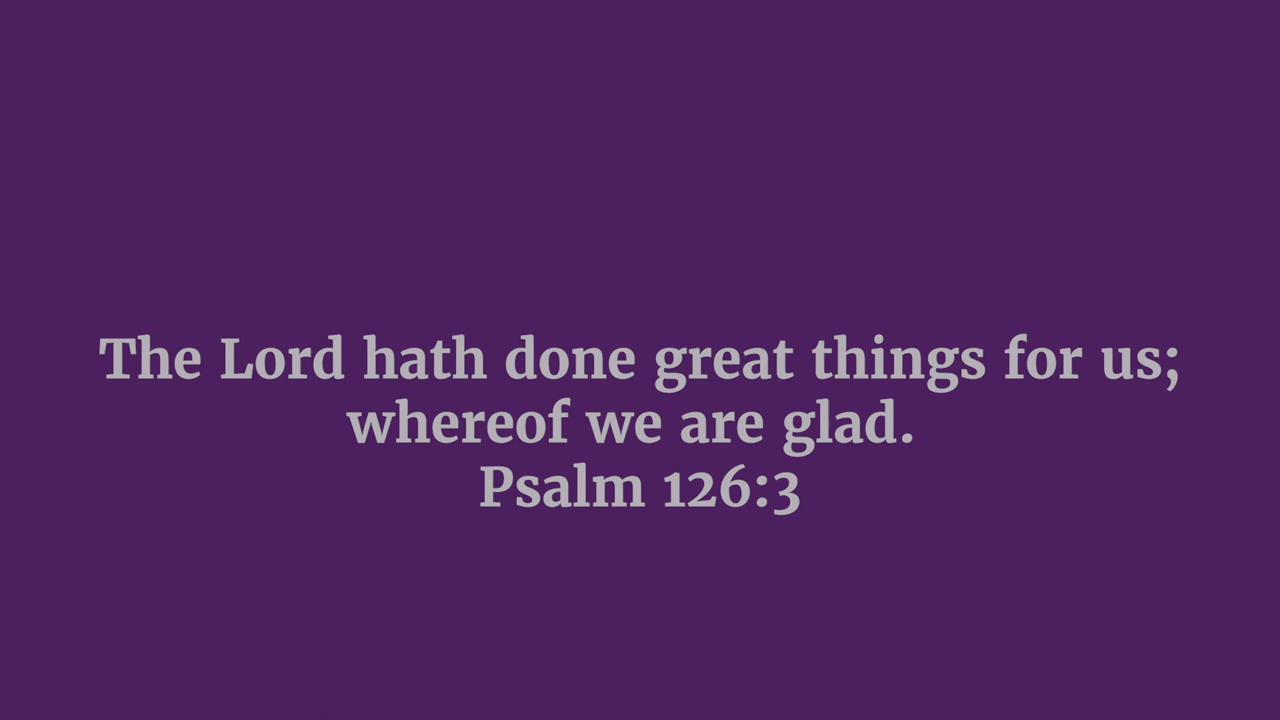 The Lord hath done great things for us;
whereof we are glad.
Psalm 126:3